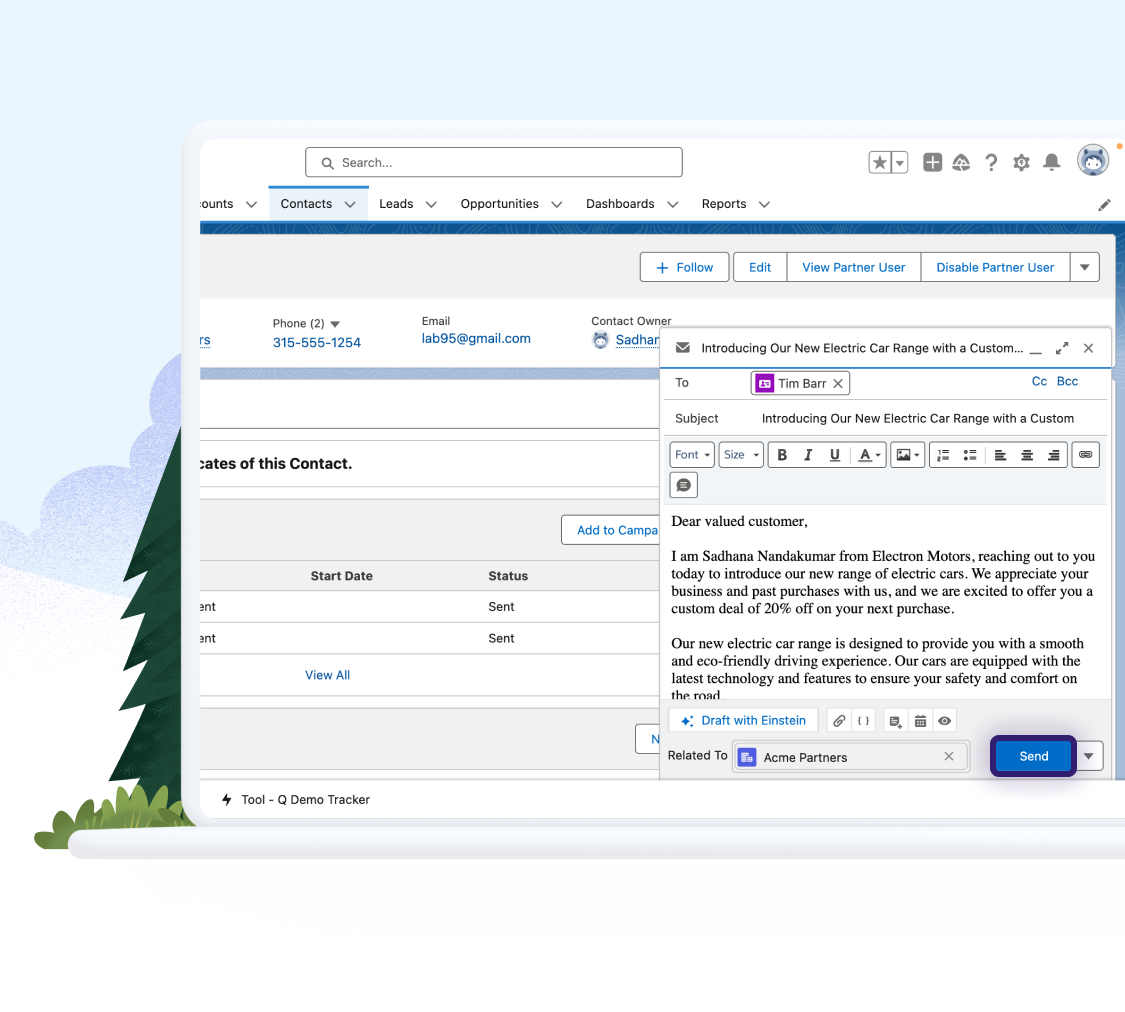 Search...
ounts
Contacts
Leads
Opportunities
Dashboards
Reports
+ Follow
Edit
View Partner User
Disable Partner User
Phone (2)
Email
Contact Owner
rs
315-555-1254
lab95@gmail.com
Sadhan
Introducing Our New Electric Car Range with a Custom...
To
Tim Barr
Cc
Bcc
Subject
Introducing Our New Electric Car Range with a Custom
Font
Size
B
I
U
A
cates of this Contact.
Dear valued customer,
I am Sadhana Nandakumar from Electron Motors, reaching out to you
today to introduce our new range of electric cars. We appreciate your
business and past purchases with us, and we are excited to offer you a
custom deal of 20% off on your next purchase.
Our new electric car range is designed to provide you with a smooth
and eco-friendly driving experience. Our cars are equipped with the
latest technology and features to ensure your safety and comfort on
the road.
Add to Campa
Start Date
Status
ent
Sent
ent
Sent
View All
N
Draft with Einstein
Related To
Acme Partners
Send
Tool - Q Demo Tracker